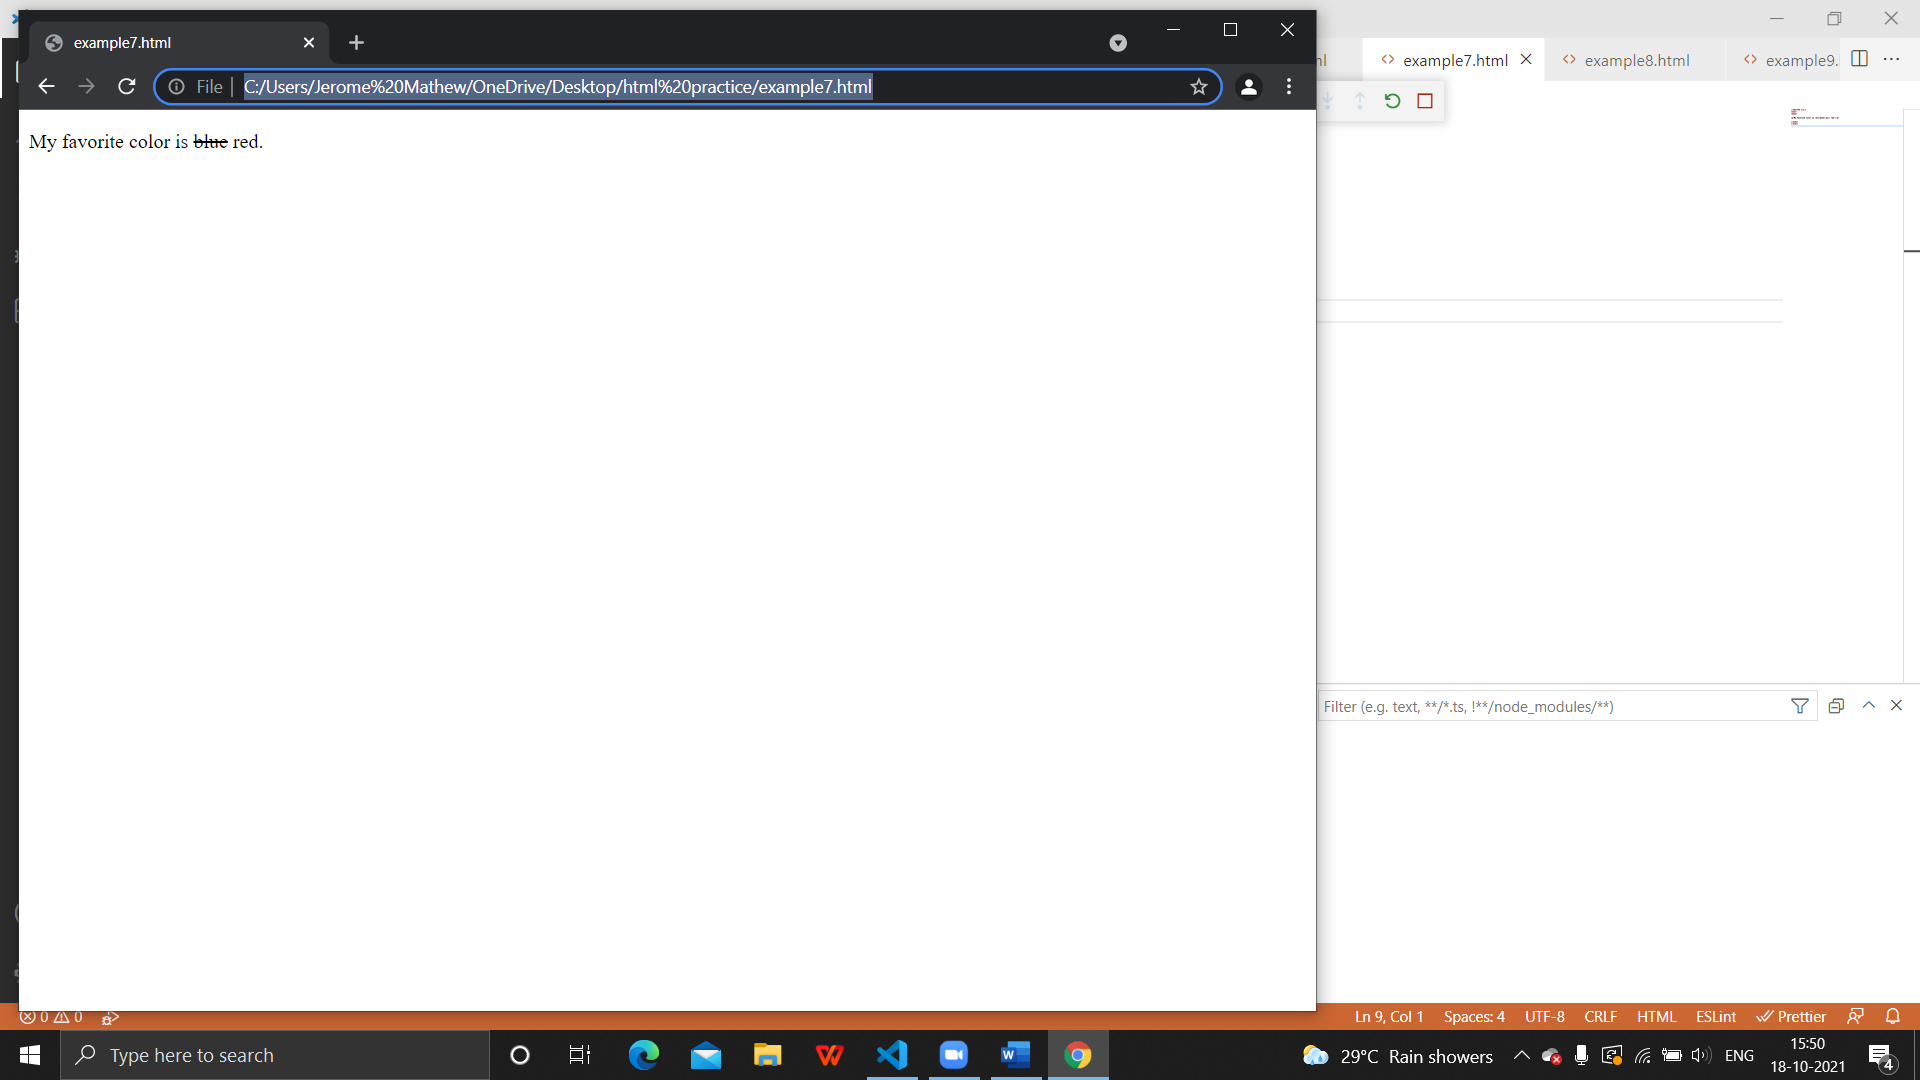 example7.html
File
C:/Users/Jerome%20Mathew/OneDrive/Desktop/html%20practice/example7.html
My favorite color is blue red.
example7.html
example8.html
example9.
Filter (e.g. text, **/*.ts, !**/node_modules/**)
0 0
Ln 9, Col 1 Spaces: 4 UTF-8 CRLF HTML ESLint Prettier
Type here to search
29°C Rain showers
ENG
15:50
18-10-2021
4